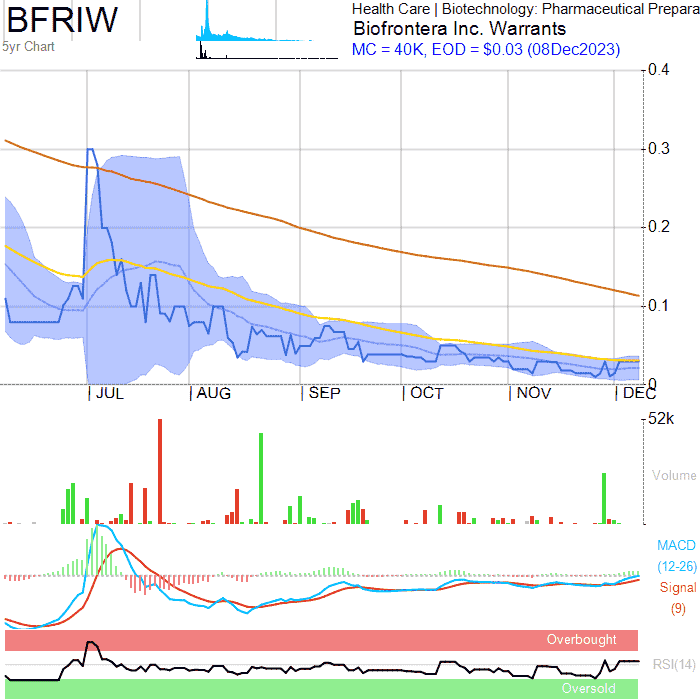 BFRIW
5yr Chart
Health Care | Biotechnology: Pharmaceutical Prepara
Biofrontera Inc. Warrants
MC = 40K, EOD = $0.03 (08Dec2023)
0.4
0.3
0.2
0.1
0
JUL AUG SEP OCT NOV DEC
52k
Volume
MACD
(12-26)
Signal
(9)
Overbought
RSI(14)
Oversold